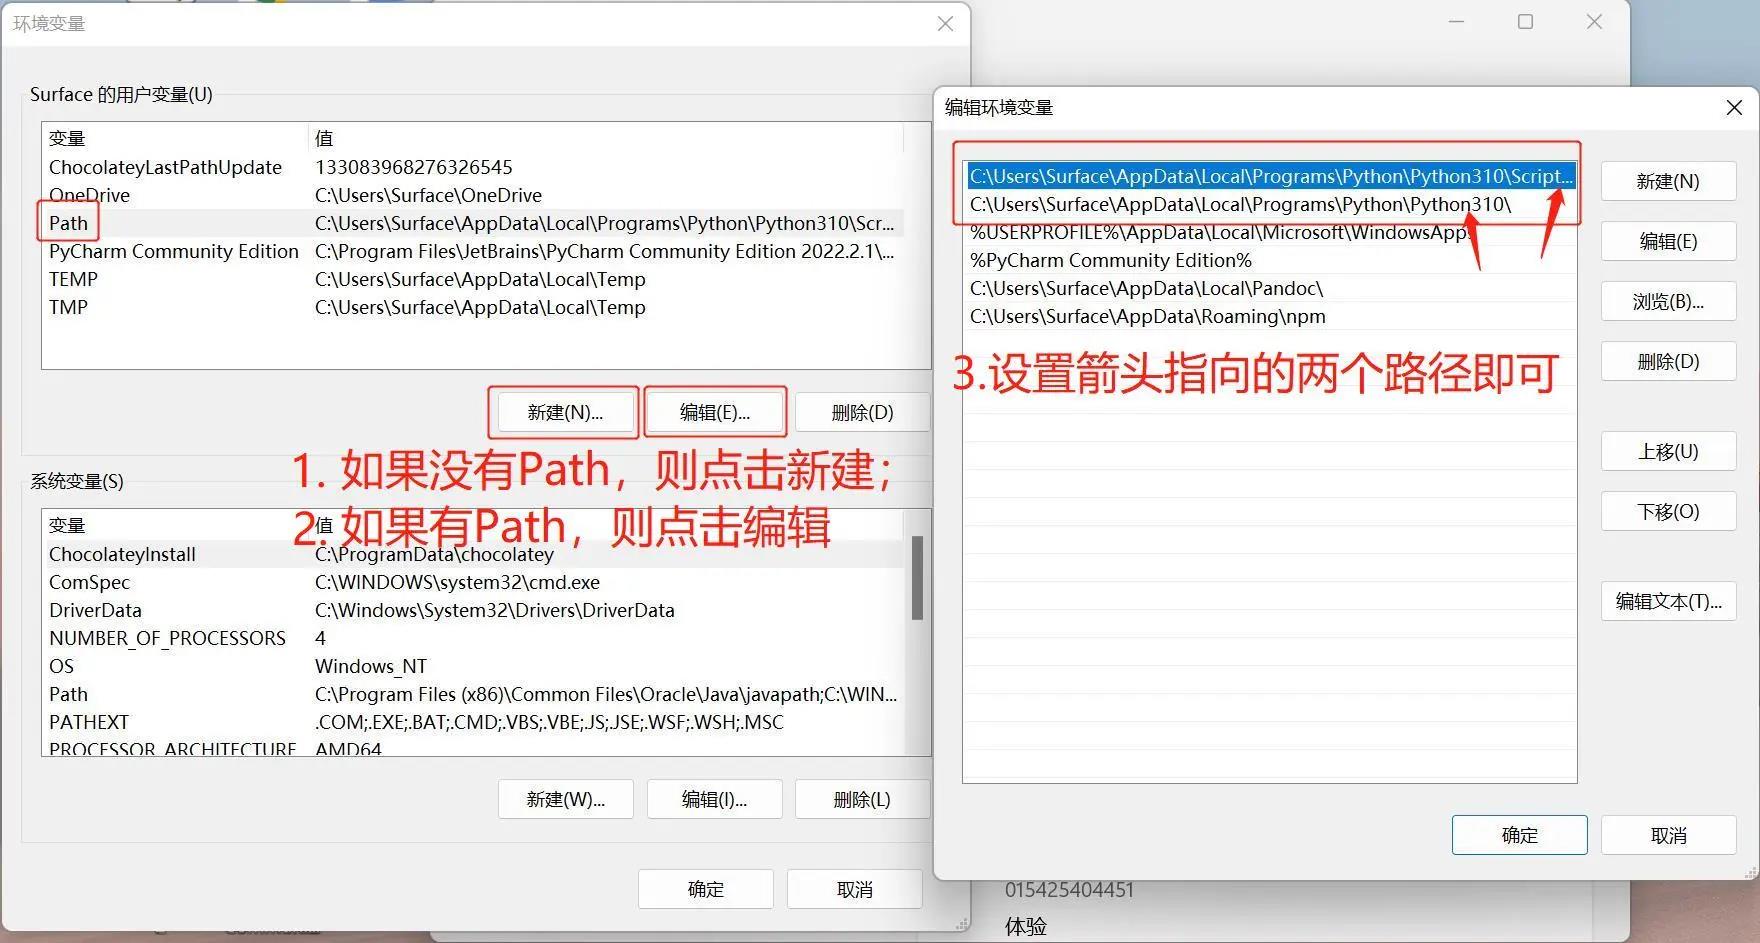 环境变量
Surface 的用户变量(U)
变量 值
ChocolateyLastPathUpdate 133083968276326545
OneDrive C:\Users\Surface\OneDrive
Path C:\Users\Surface\AppData\Local\Programs\Python\Python310\Scr...
PyCharm Community Edition C:\Program Files\JetBrains\PyCharm Community Edition 2022.2.1\...
TEMP C:\Users\Surface\AppData\Local\Temp
TMP C:\Users\Surface\AppData\Local\Temp
新建(N)... 编辑(E)... 删除(D)
1. 如果没有Path，则点击新建；
2. 如果有Path，则点击编辑
系统变量(S)
变量 值
ChocolateyInstall C:\ProgramData\chocolatey
ComSpec C:\WINDOWS\system32\cmd.exe
DriverData C:\Windows\System32\Drivers\DriverData
NUMBER_OF_PROCESSORS 4
OS Windows_NT
Path C:\Program Files (x86)\Common Files\Oracle\Java\javapath;C:\WIN...
PATHEXT .COM;.EXE;.BAT;.CMD;.VBS;.VBE;.JS;.JSE;.WSF;.WSH;.MSC
PROCESSOR_ARCHITECTURE AMD64
新建(W)... 编辑(I)... 删除(L)
确定 取消
编辑环境变量
C:\Users\Surface\AppData\Local\Programs\Python\Python310\Script...
C:\Users\Surface\AppData\Local\Programs\Python\Python310\
%USERPROFILE%\AppData\Local\Microsoft\WindowsApps
%PyCharm Community Edition%
C:\Users\Surface\AppData\Local\Pandoc\
C:\Users\Surface\AppData\Roaming\npm
3.设置箭头指向的两个路径即可
新建(N)
编辑(E)
浏览(B)...
删除(D)
上移(U)
下移(O)
编辑文本(T)...
确定 取消
015425404451
体验